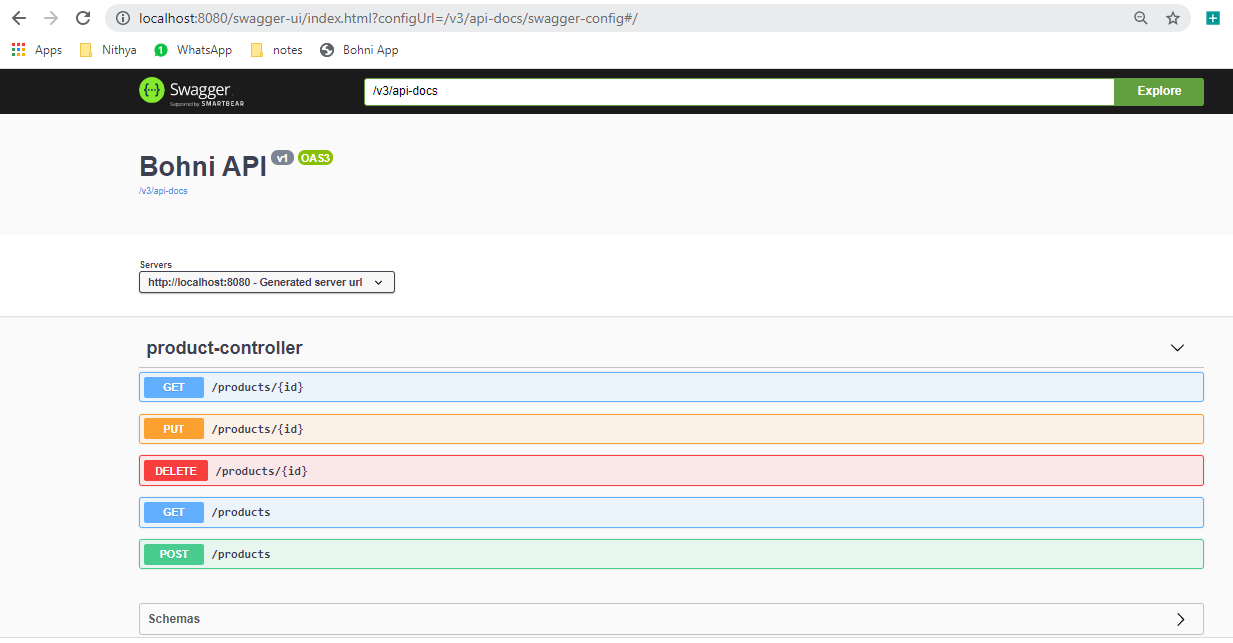 localhost:8080/swagger-ui/index.html?configUrl=/v3/api-docs/swagger-config#/
Apps Nithya 1 WhatsApp notes Bohni App
{··} Swagger /v3/api-docs Explore
Supported by SMARTBEAR
Bohni API v1 OAS3
/v3/api-docs
Servers
http://localhost:8080 - Generated server url
product-controller
GET /products/{id}
PUT /products/{id}
DELETE /products/{id}
GET /products
POST /products
Schemas